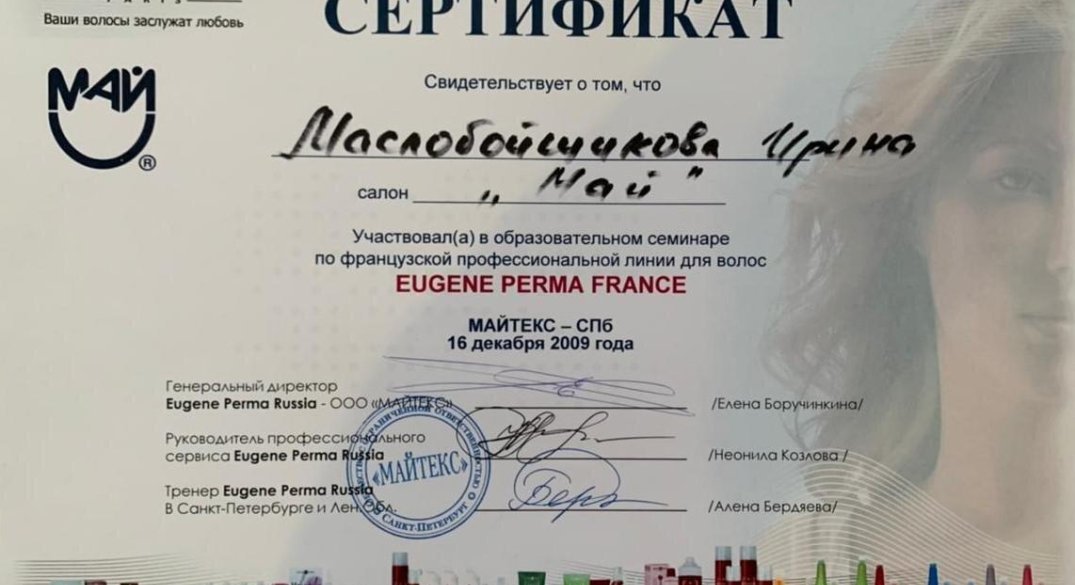 Ваши волосы заслужат любовь
СЕРТИФИКАТ
МАЙ
®
Свидетельствует о том, что
Маслобойщикова Ирина
салон „Май"
Участвовал(а) в образовательном семинаре
по французской профессиональной линии для волос
EUGENE PERMA FRANCE
МАЙТЕКС – СПб
16 декабря 2009 года
Генеральный директор
Eugene Perma Russia - ООО «МАЙТЕКС» /Елена Боручинкина/
Руководитель профессионального
сервиса Eugene Perma Russia /Неонила Козлова /
Тренер Eugene Perma Russia
В Санкт-Петербурге и Лен.Обл. /Алена Бердяева/
«МАЙТЕКС»
САНКТ-ПЕТЕРБУРГ